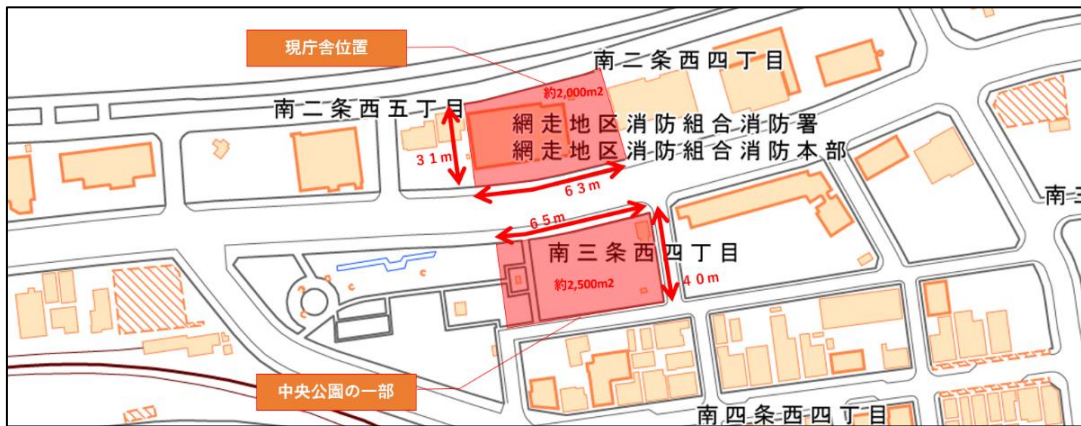 現庁舎位置
南二条西四丁目
約2,000m2
南二条西五丁目
網走地区消防組合消防署
網走地区消防組合消防本部
31m
63m
65m
南三条西四丁目
40m
約2,500m2
中央公園の一部
南四条西四丁目